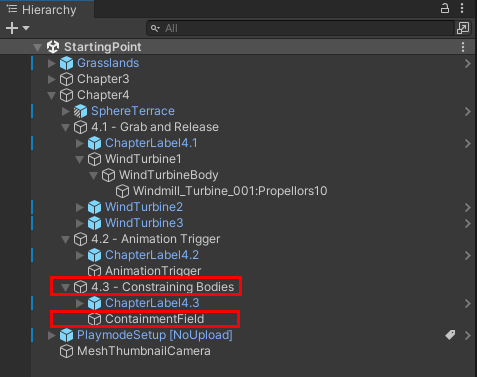 Hierarchy
All
StartingPoint
Grasslands
Chapter3
Chapter4
SphereTerrace
4.1 - Grab and Release
ChapterLabel4.1
WindTurbine1
WindTurbineBody
Windmill_Turbine_001:Propellors10
WindTurbine2
WindTurbine3
4.2 - Animation Trigger
ChapterLabel4.2
AnimationTrigger
4.3 - Constraining Bodies
ChapterLabel4.3
ContainmentField
PlaymodeSetup [NoUpload]
MeshThumbnailCamera